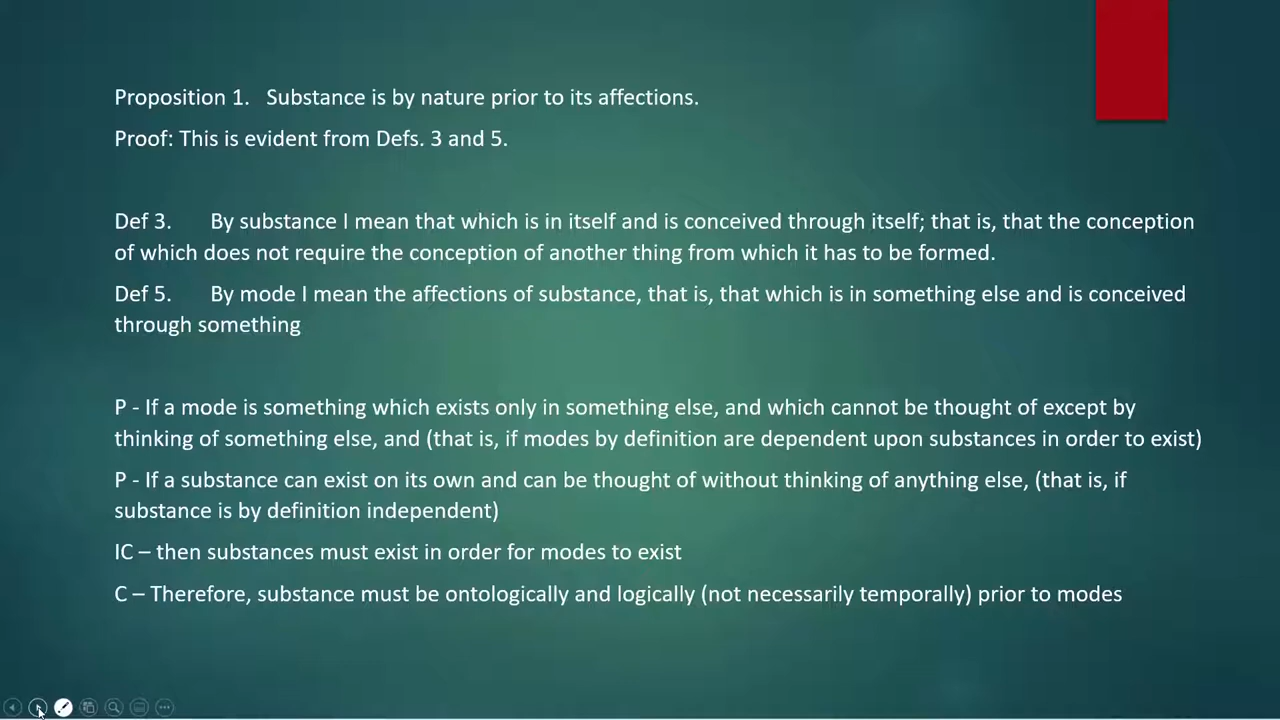 Proposition 1.   Substance is by nature prior to its affections.
Proof: This is evident from Defs. 3 and 5.
Def 3.      By substance I mean that which is in itself and is conceived through itself; that is, that the conception
of which does not require the conception of another thing from which it has to be formed.
Def 5.      By mode I mean the affections of substance, that is, that which is in something else and is conceived
through something
P - If a mode is something which exists only in something else, and which cannot be thought of except by
thinking of something else, and (that is, if modes by definition are dependent upon substances in order to exist)
P - If a substance can exist on its own and can be thought of without thinking of anything else, (that is, if
substance is by definition independent)
IC – then substances must exist in order for modes to exist
C – Therefore, substance must be ontologically and logically (not necessarily temporally) prior to modes